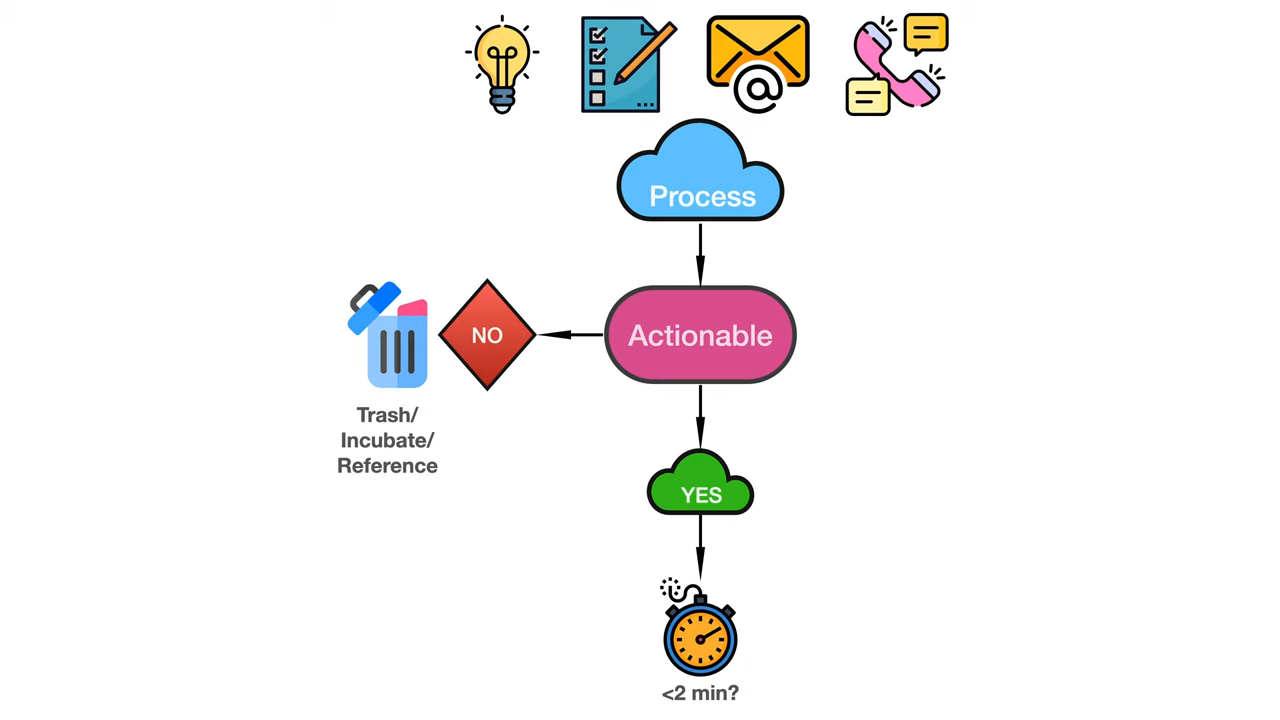 Process
Actionable
NO
Trash/
Incubate/
Reference
YES
<2 min?